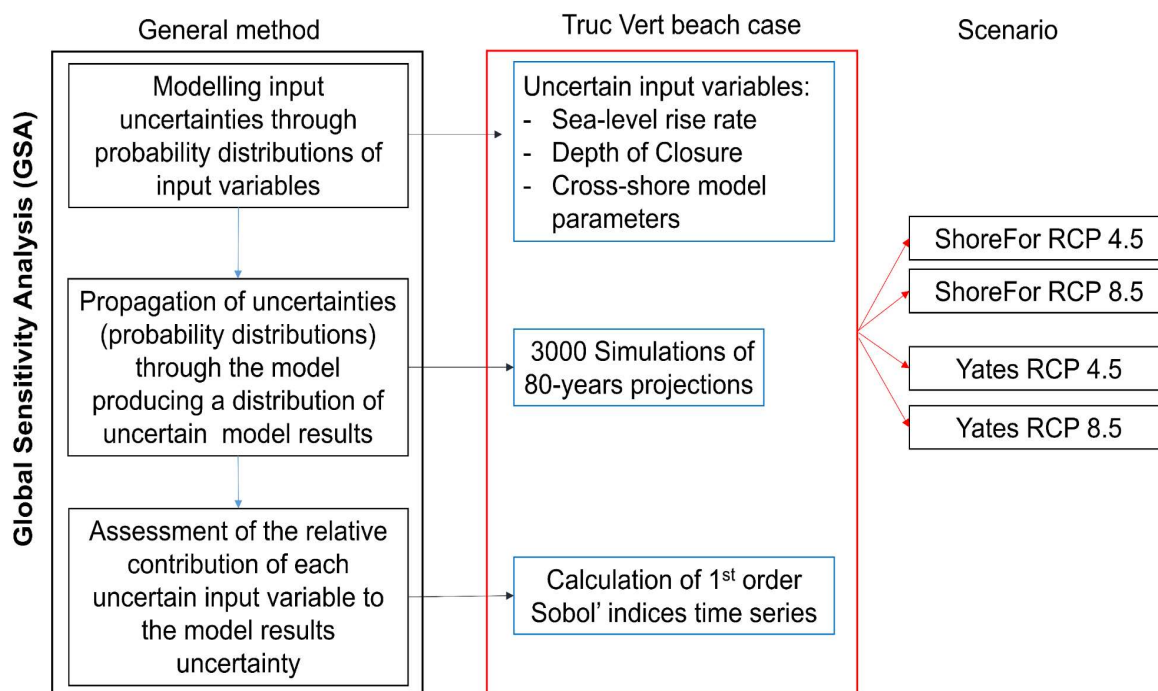 General method
Truc Vert beach case
Scenario
Global Sensitivity Analysis (GSA)
Modelling input
uncertainties through
probability distributions of
input variables
Uncertain input variables:
- Sea-level rise rate
- Depth of Closure
- Cross-shore model
parameters
Propagation of uncertainties
(probability distributions)
through the model
producing a distribution of
uncertain model results
3000 Simulations of
80-years projections
Assessment of the relative
contribution of each
uncertain input variable to
the model results
uncertainty
Calculation of 1st order
Sobol’ indices time series
ShoreFor RCP 4.5
ShoreFor RCP 8.5
Yates RCP 4.5
Yates RCP 8.5